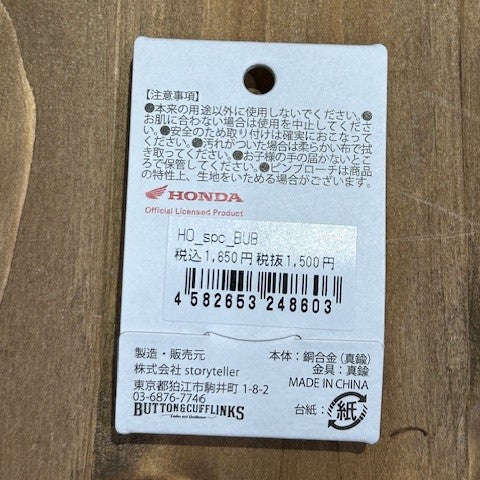 【注意事項】
●本来の用途以外に使用しないでください。●
お肌に合わない場合は使用を中止してくださ
い。●安全のため取り付けは確実におこなって
ください。●汚れがついた場合は柔らかい布で拭
き取ってください。●お子様の手の届かないとこ
ろで保管してください。●ピンブローチは商品
の特性上、生地をいためる場合がございます。
HONDA
Official Licensed Product
HO_spc_BUB
税込1,650円 税抜1,500円
4 582653 248603
製造・販売元
株式会社 storyteller
東京都狛江市駒井町 1-8-2
03-6876-7746
BUTTON&CUFFLINKS
Ladies and Gentlemen
本体：銅合金（真鍮）
金具：真鍮
MADE IN CHINA
台紙：紙